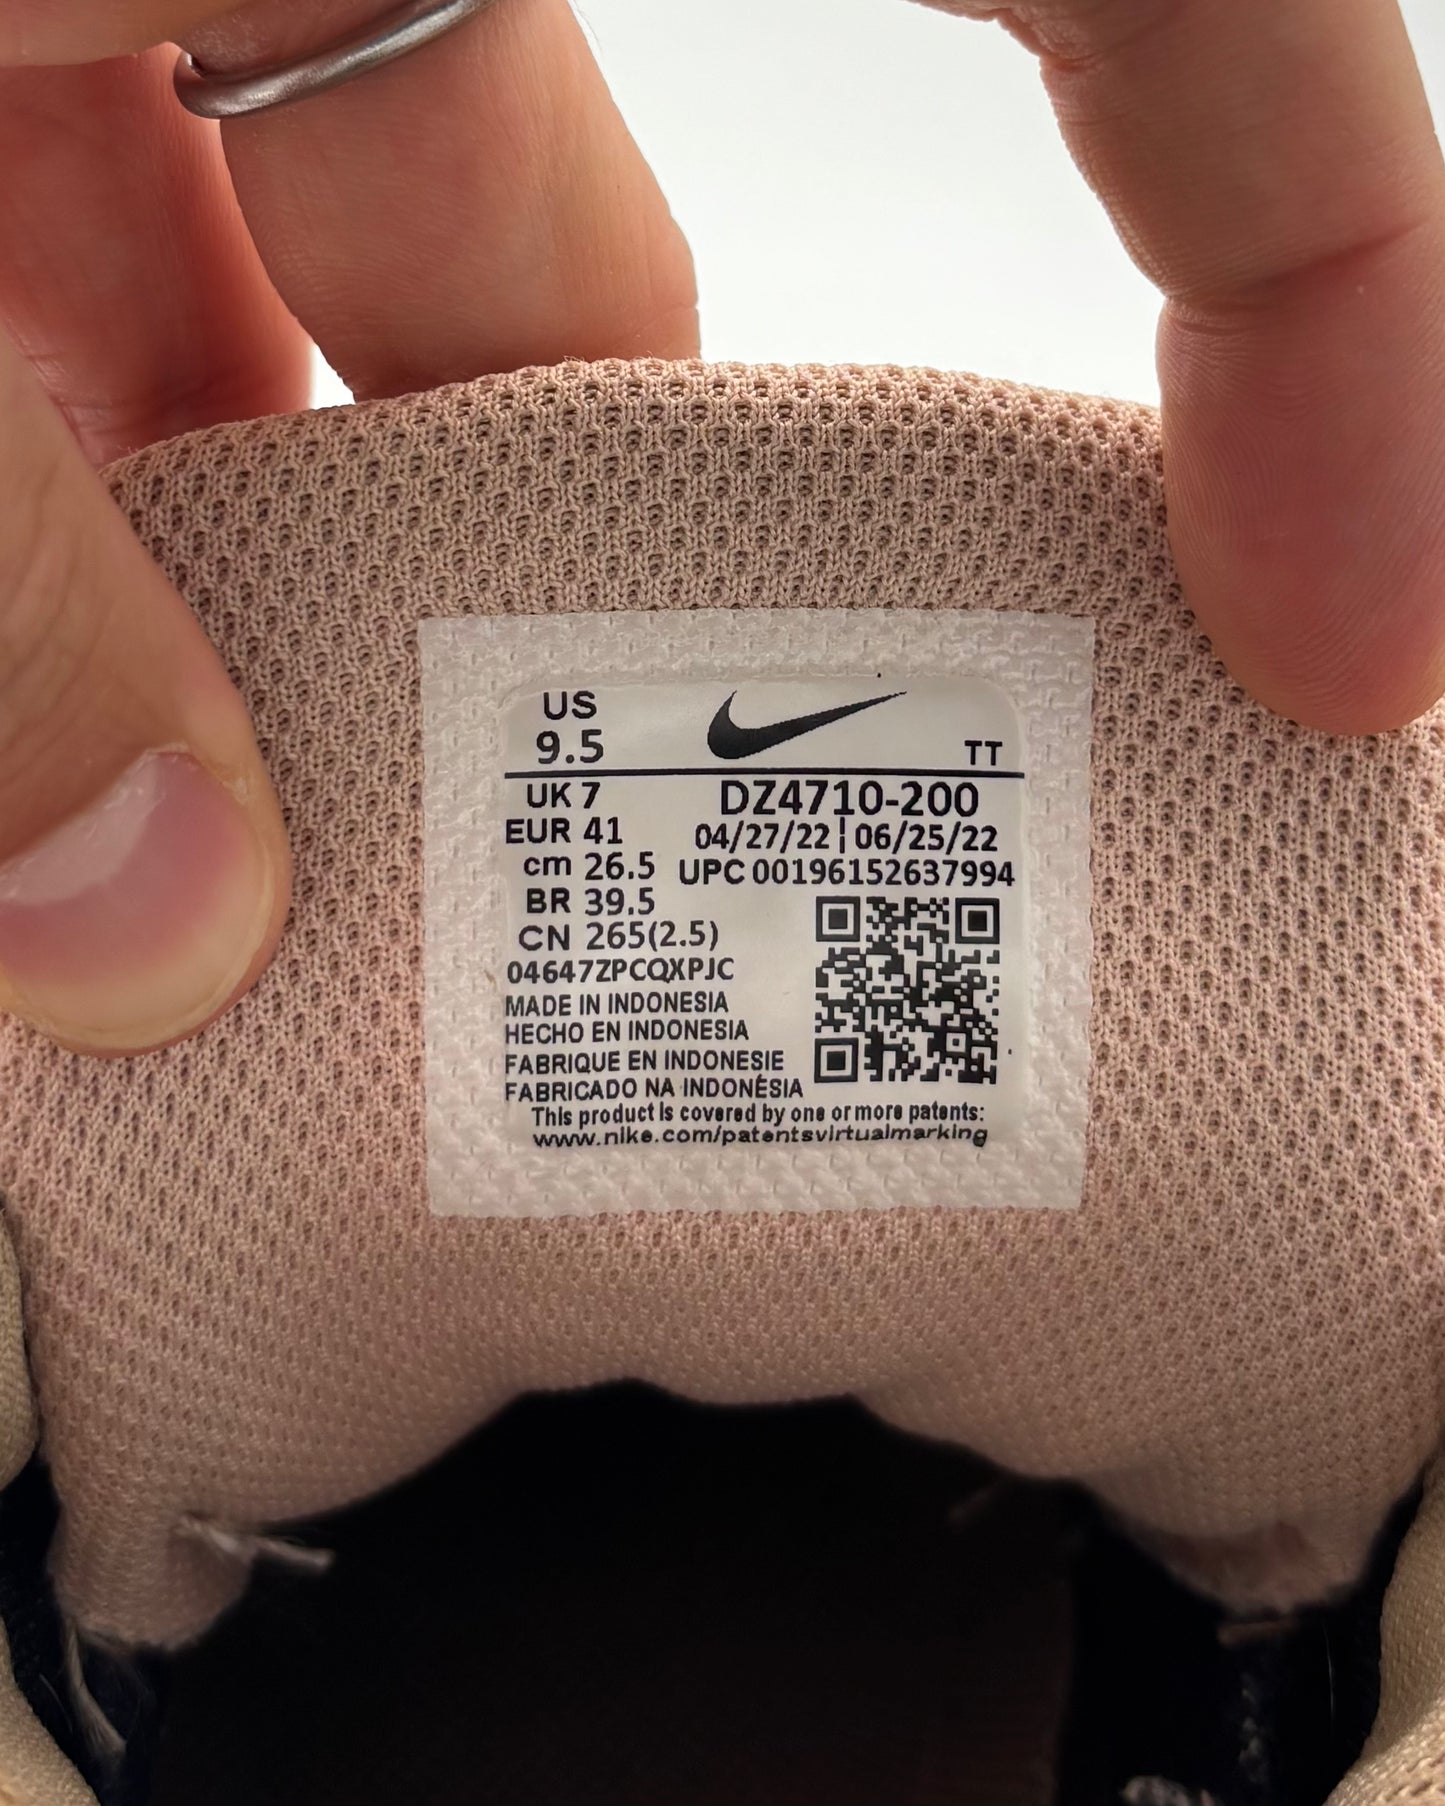 US
9.5
TT
UK 7
DZ4710-200
EUR 41
04/27/22 | 06/25/22
cm 26.5
UPC 00196152637994
BR 39.5
CN 265(2.5)
04647ZPCQXPJC
MADE IN INDONESIA
HECHO EN INDONESIA
FABRIQUE EN INDONESIE
FABRICADO NA INDONÉSIA
This product is covered by one or more patents:
www.nike.com/patentsvirtualmarking